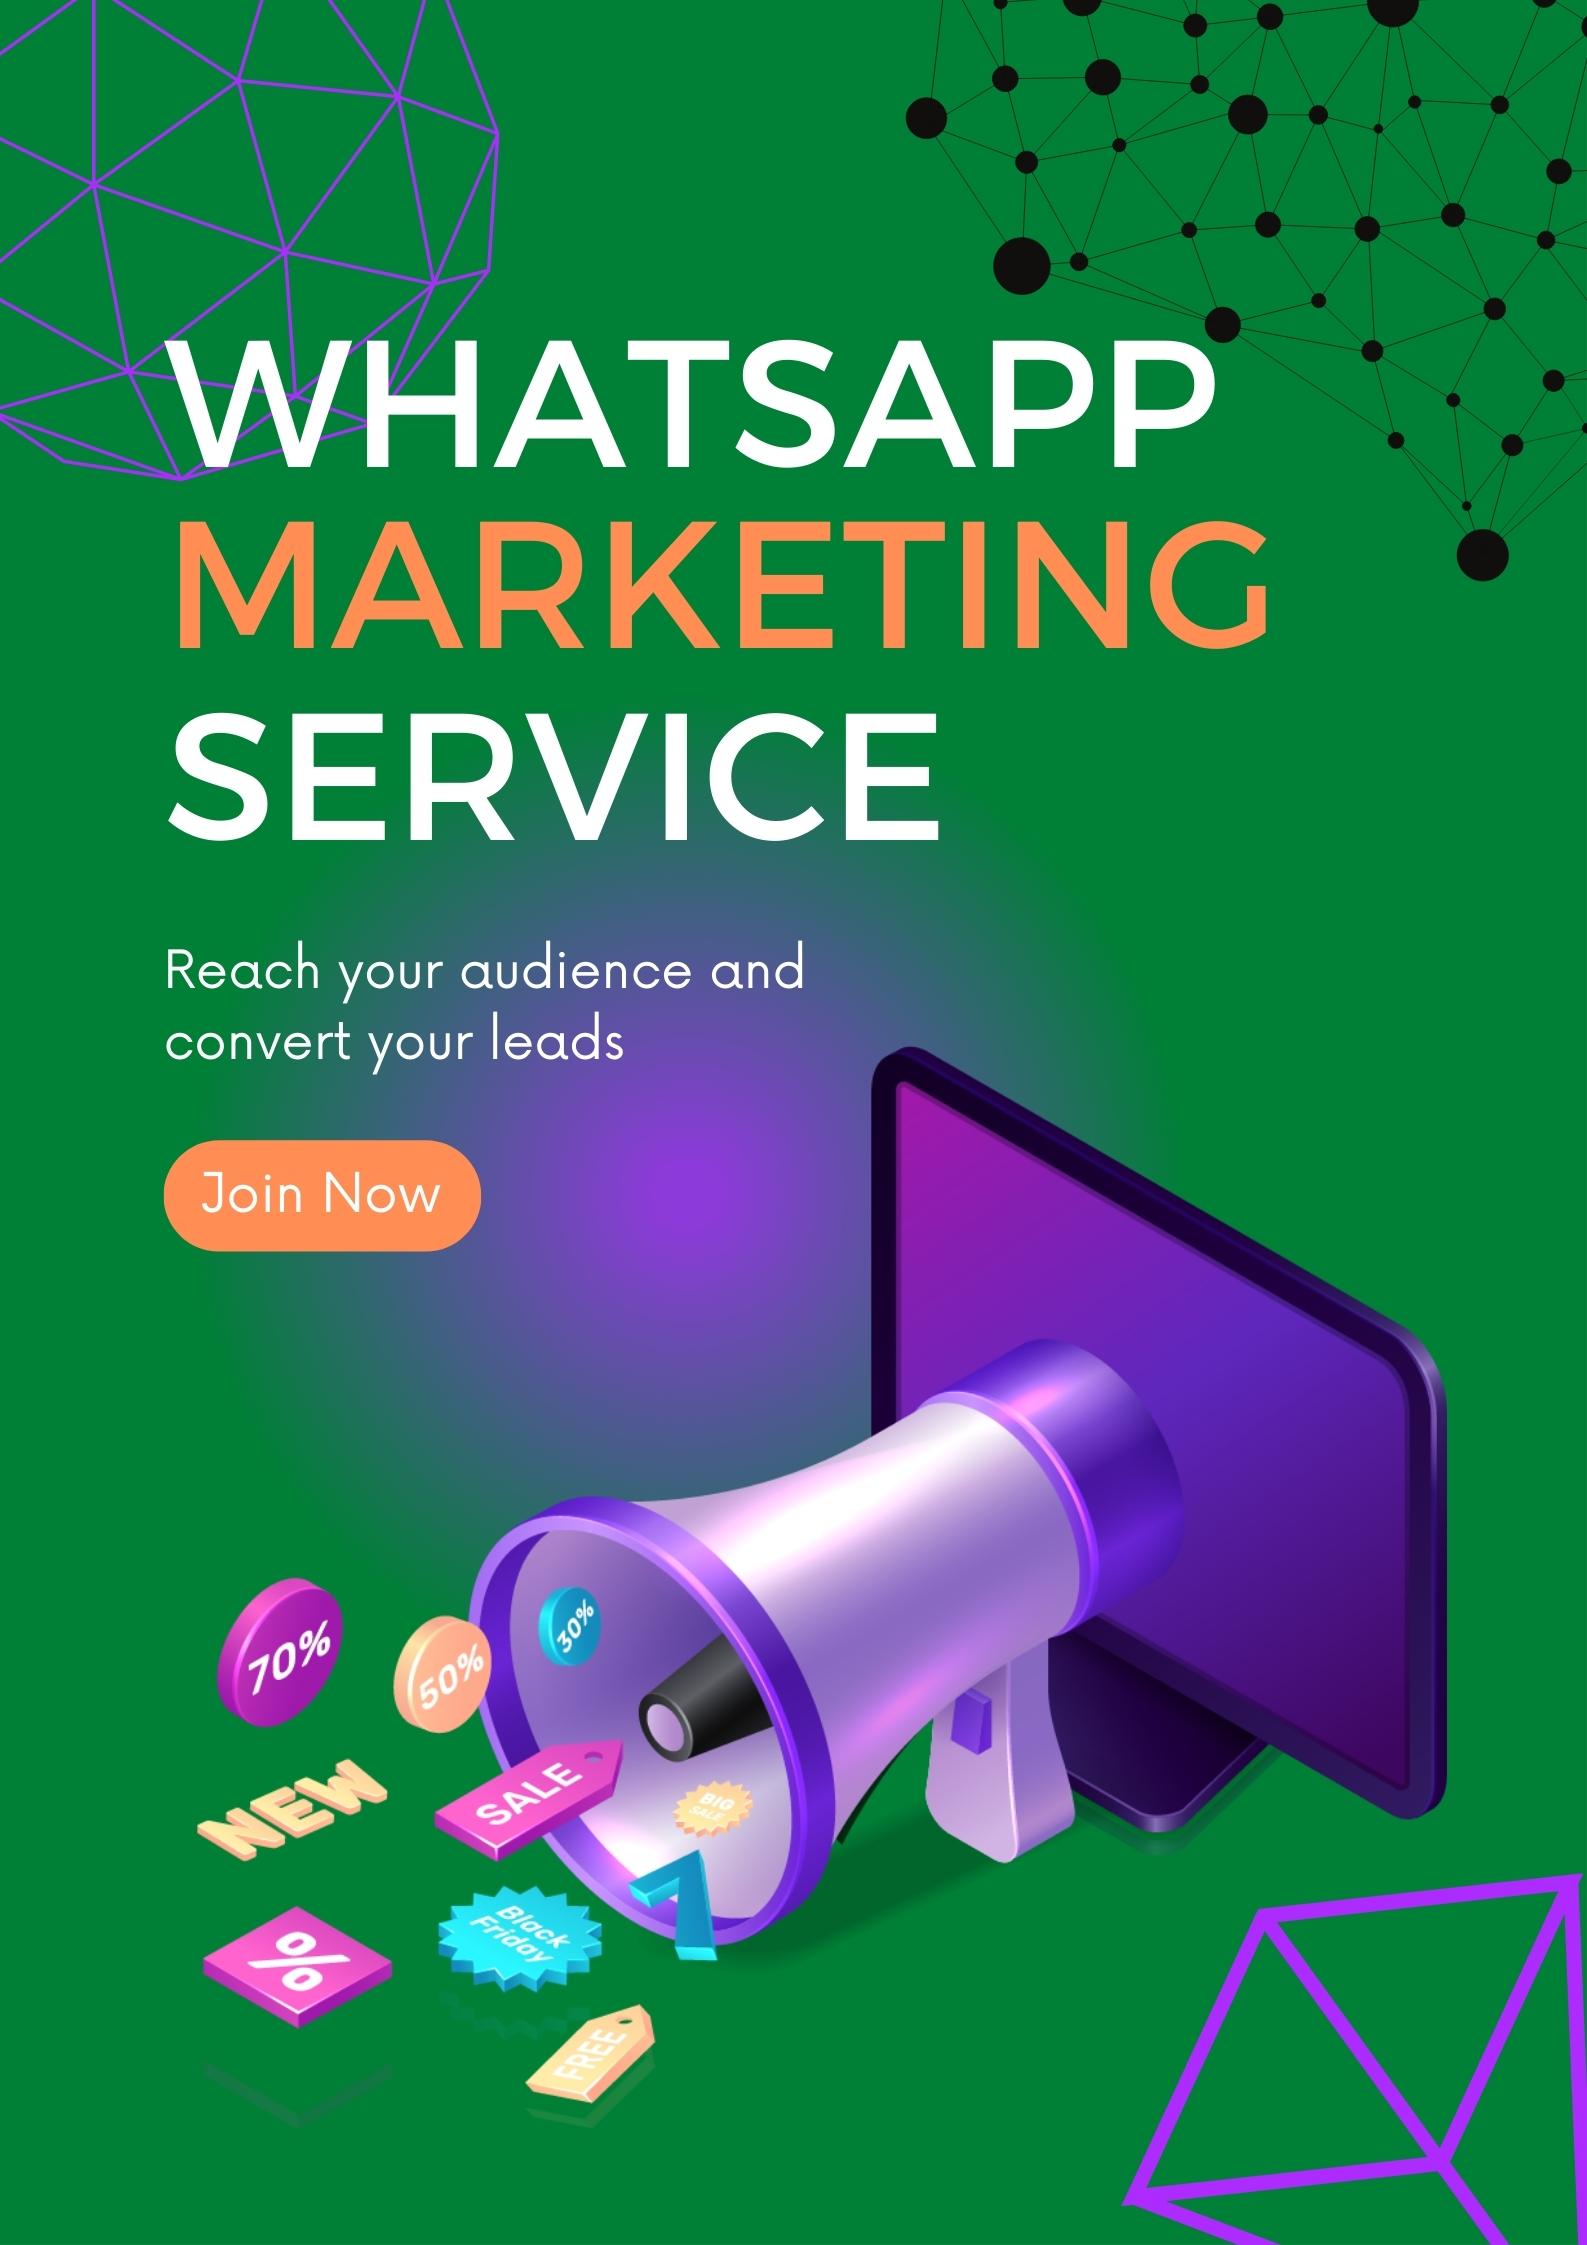 WHATSAPP
MARKETING
SERVICE
Reach your audience and
convert your leads
Join Now
70%
50%
30%
NEW
SALE
BIG
SALE
%
Black
Friday
FREE